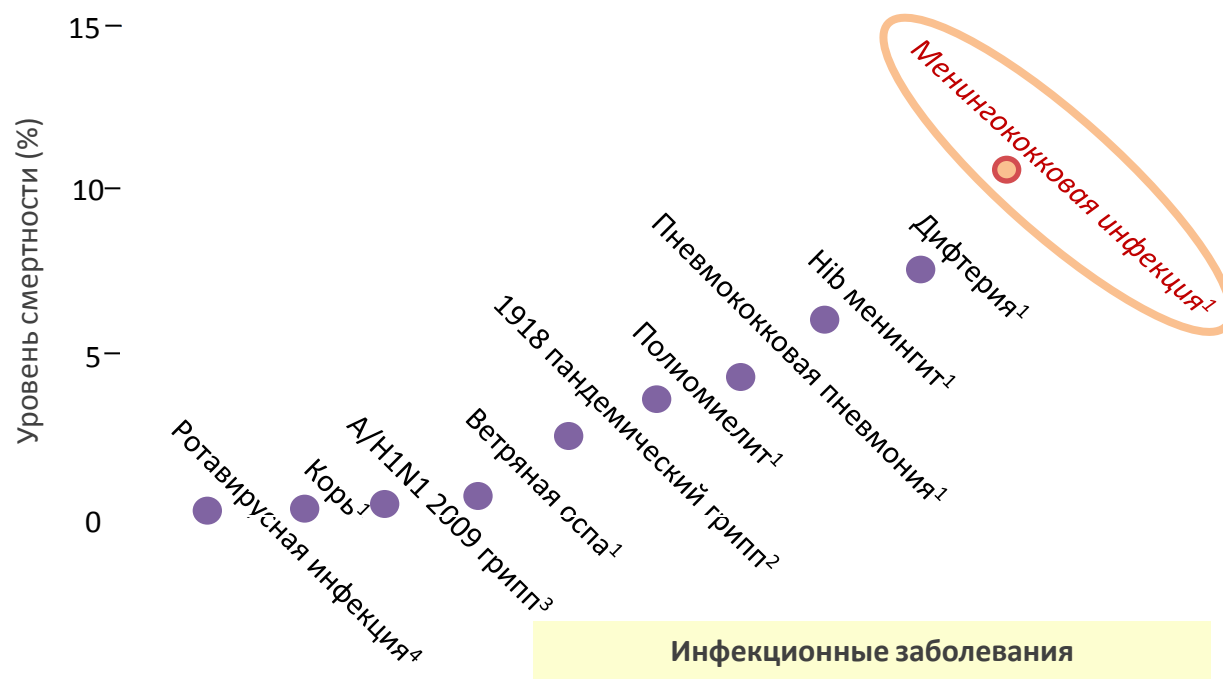 Уровень смертности (%)
15
10
5
0
Ротавирусная инфекция⁴
Корь¹
A/H1N1 2009 грипп³
Ветряная оспа¹
1918 пандемический грипп²
Полиомиелит¹
Пневмококковая пневмония¹
Hib менингит¹
Дифтерия¹
Менингококковая инфекция¹
Инфекционные заболевания